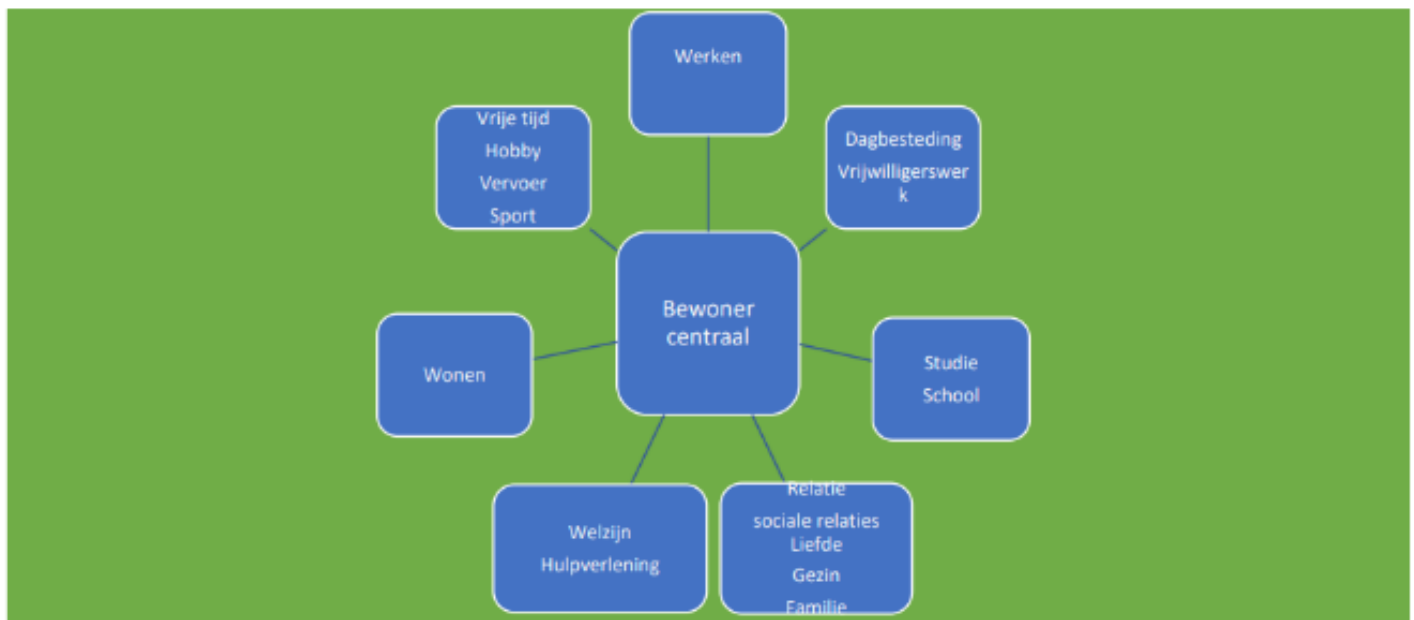 Werken
Vrije tijd
Hobby
Vervoer
Sport
Dagbesteding
Vrijwilligerswer
k
Bewoner
centraal
Wonen
Studie
School
Welzijn
Hulpverlening
Relatie
sociale relaties
Liefde
Gezin
Familie